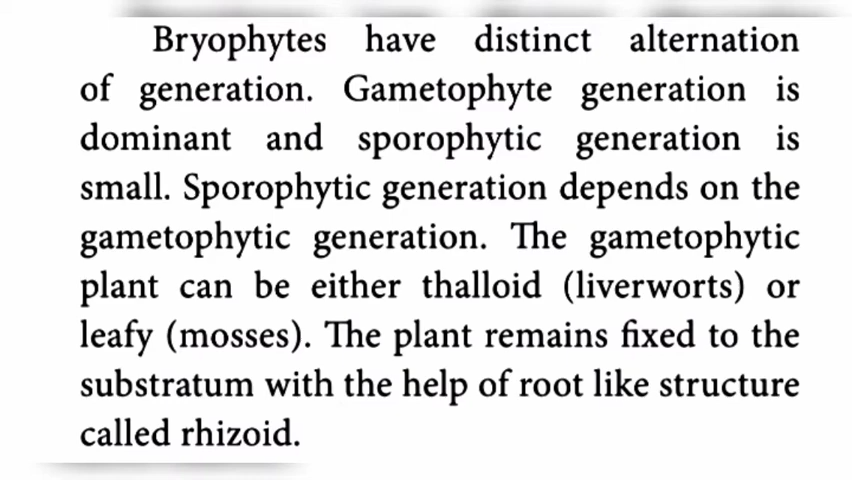 Bryophytes have distinct alternation
of generation. Gametophyte generation is
dominant and sporophytic generation is
small. Sporophytic generation depends on the
gametophytic generation. The gametophytic
plant can be either thalloid (liverworts) or
leafy (mosses). The plant remains fixed to the
substratum with the help of root like structure
called rhizoid.